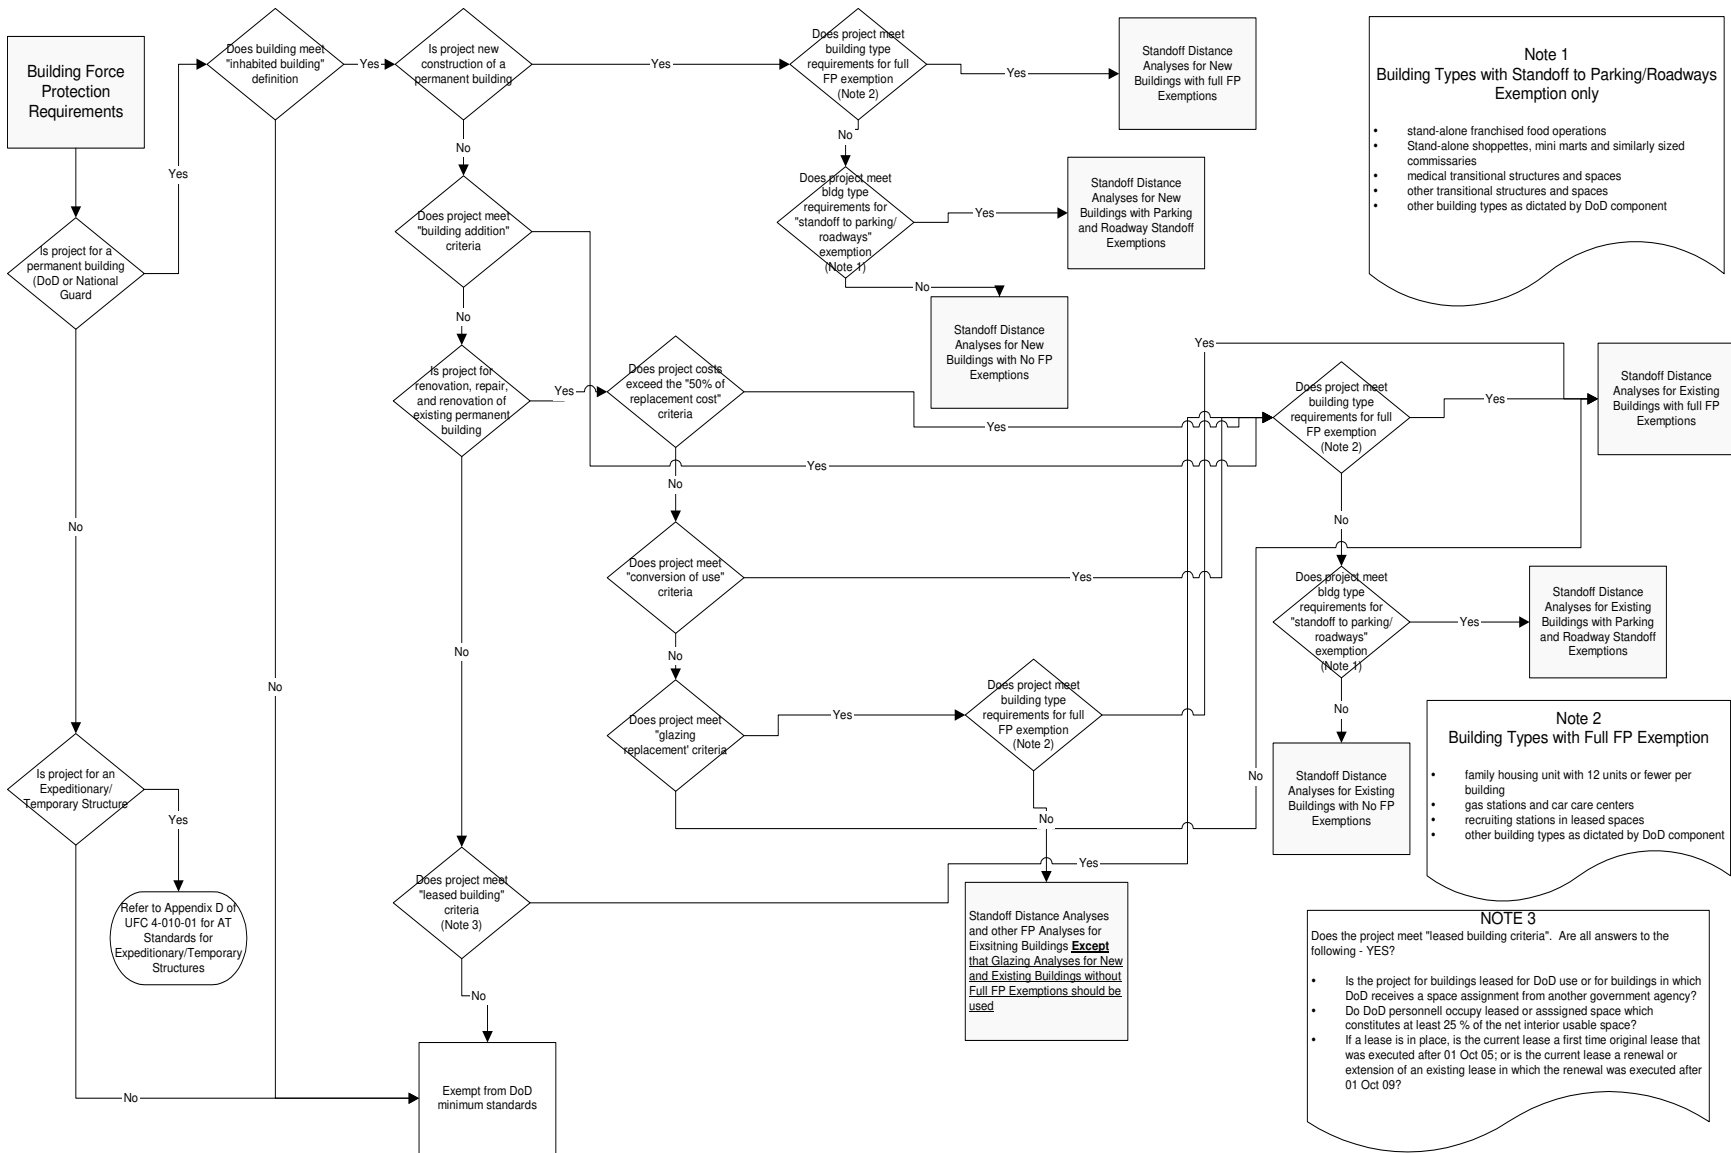 Building Force
Protection
Requirements
Yes
Is project for a
permanent building
(DoD or National
Guard
No
Is project for an
Expeditionary/
Temporary Structure
Yes
Refer to Appendix D of
UFC 4-010-01 for AT
Standards for
Expeditionary/Temporary
Structures
No
Does building meet
"inhabited building"
definition
Yes
No
Is project new
construction of a
permanent building
Yes
No
Does project meet
"building addition"
criteria
Yes
No
Is project for
renovation, repair,
and renovation of
existing permanent
building
Yes
No
Does project meet
"leased building"
criteria
(Note 3)
Yes
No
Exempt from DoD
minimum standards
Does project costs
exceed the "50% of
replacement cost"
criteria
Yes
No
Does project meet
"conversion of use"
criteria
Yes
No
Does project meet
"glazing
replacement' criteria
Yes
No
Does project meet
building type
requirements for full
FP exemption
(Note 2)
Yes
No
Standoff Distance Analyses
and other FP Analyses for
Eixsitning Buildings Except
that Glazing Analyses for New
and Existing Buildings without
Full FP Exemptions should be
used
Does project meet
building type
requirements for full
FP exemption
(Note 2)
Yes
Standoff Distance
Analyses for New
Buildings with full FP
Exemptions
No
Does project meet
bldg type
requirements for
"standoff to parking/
roadways"
exemption
(Note 1)
Yes
Standoff Distance
Analyses for New
Buildings with Parking
and Roadway Standoff
Exemptions
No
Standoff Distance
Analyses for New
Buildings with No FP
Exemptions
Does project meet
building type
requirements for full
FP exemption
(Note 2)
Yes
Standoff Distance
Analyses for Existing
Buildings with full FP
Exemptions
No
Does project meet
bldg type
requirements for
"standoff to parking/
roadways"
exemption
(Note 1)
Yes
Standoff Distance
Analyses for Existing
Buildings with Parking
and Roadway Standoff
Exemptions
No
Standoff Distance
Analyses for Existing
Buildings with No FP
Exemptions
Note 1
Building Types with Standoff to Parking/Roadways
Exemption only
• stand-alone franchised food operations
• Stand-alone shoppettes, mini marts and similarly sized
commissaries
• medical transitional structures and spaces
• other transitional structures and spaces
• other building types as dictated by DoD component
Note 2
Building Types with Full FP Exemption
• family housing unit with 12 units or fewer per
building
• gas stations and car care centers
• recruiting stations in leased spaces
• other building types as dictated by DoD component
NOTE 3
Does the project meet "leased building criteria". Are all answers to the
following - YES?
• Is the project for buildings leased for DoD use or for buildings in which
DoD receives a space assignment from another government agency?
• Do DoD personnell occupy leased or asssigned space which
constitutes at least 25 % of the net interior usable space?
• If a lease is in place, is the current lease a first time original lease that
was executed after 01 Oct 05; or is the current lease a renewal or
extension of an existing lease in which the renewal was executed after
01 Oct 09?